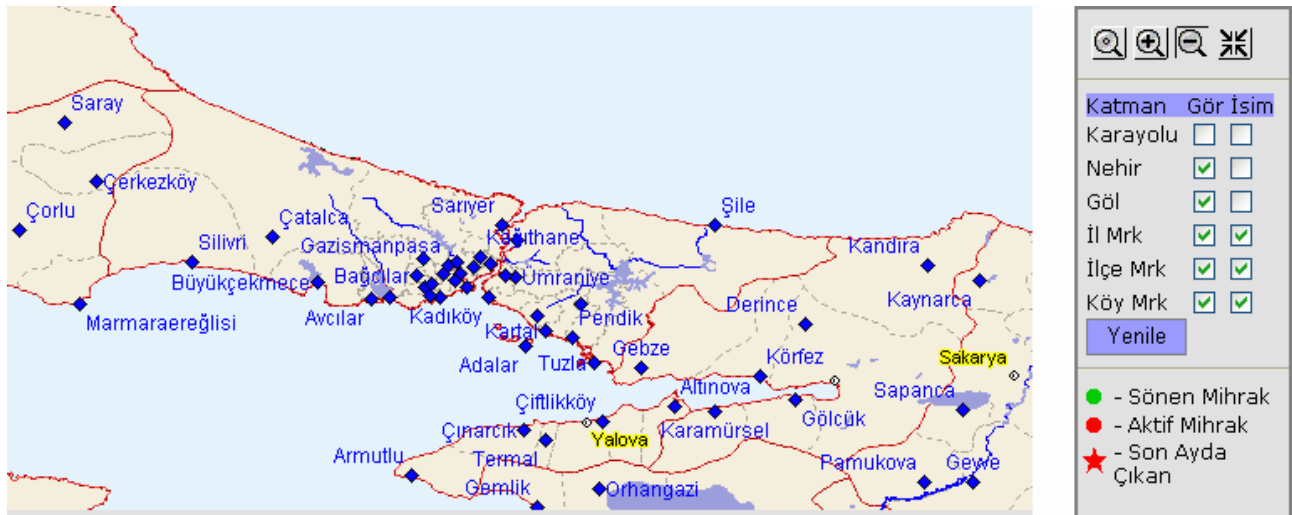 Saray
Çerkezköy
Çorlu
Çatalca
Sarıyer
Şile
Silivri
Gazismanpaşa
Kağıthane
Kandıra
Büyükçekmece
Bağcılar
Ümraniye
Kaynarca
Marmaraereğlisi
Avcılar
Kadıköy
Kartal
Pendik
Derince
Adalar
Tuzla
Gebze
Körfez
Sakarya
Altınova
Sapanca
Çiftlikköy
Çınarcık
Yalova
Karamürsel
Gölcük
Armutlu
Termal
Pamukova
Geyve
Gemlik
Orhangazi
Katman Gör İsim
Karayolu
Nehir
Göl
İl Mrk
İlçe Mrk
Köy Mrk
Yenile
- Sönen Mihrak
- Aktif Mihrak
- Son Ayda
Çıkan